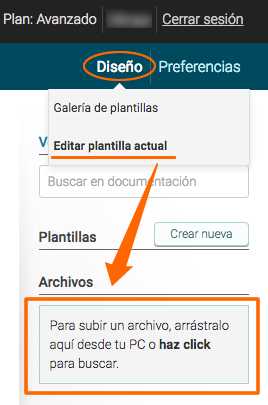 Plan: Avanzado Cerrar sesión
Diseño Preferencias
Galería de plantillas
Editar plantilla actual
V
Buscar en documentación
Plantillas Crear nueva
Archivos
Para subir un archivo, arrástralo
aquí desde tu PC o haz click
para buscar.